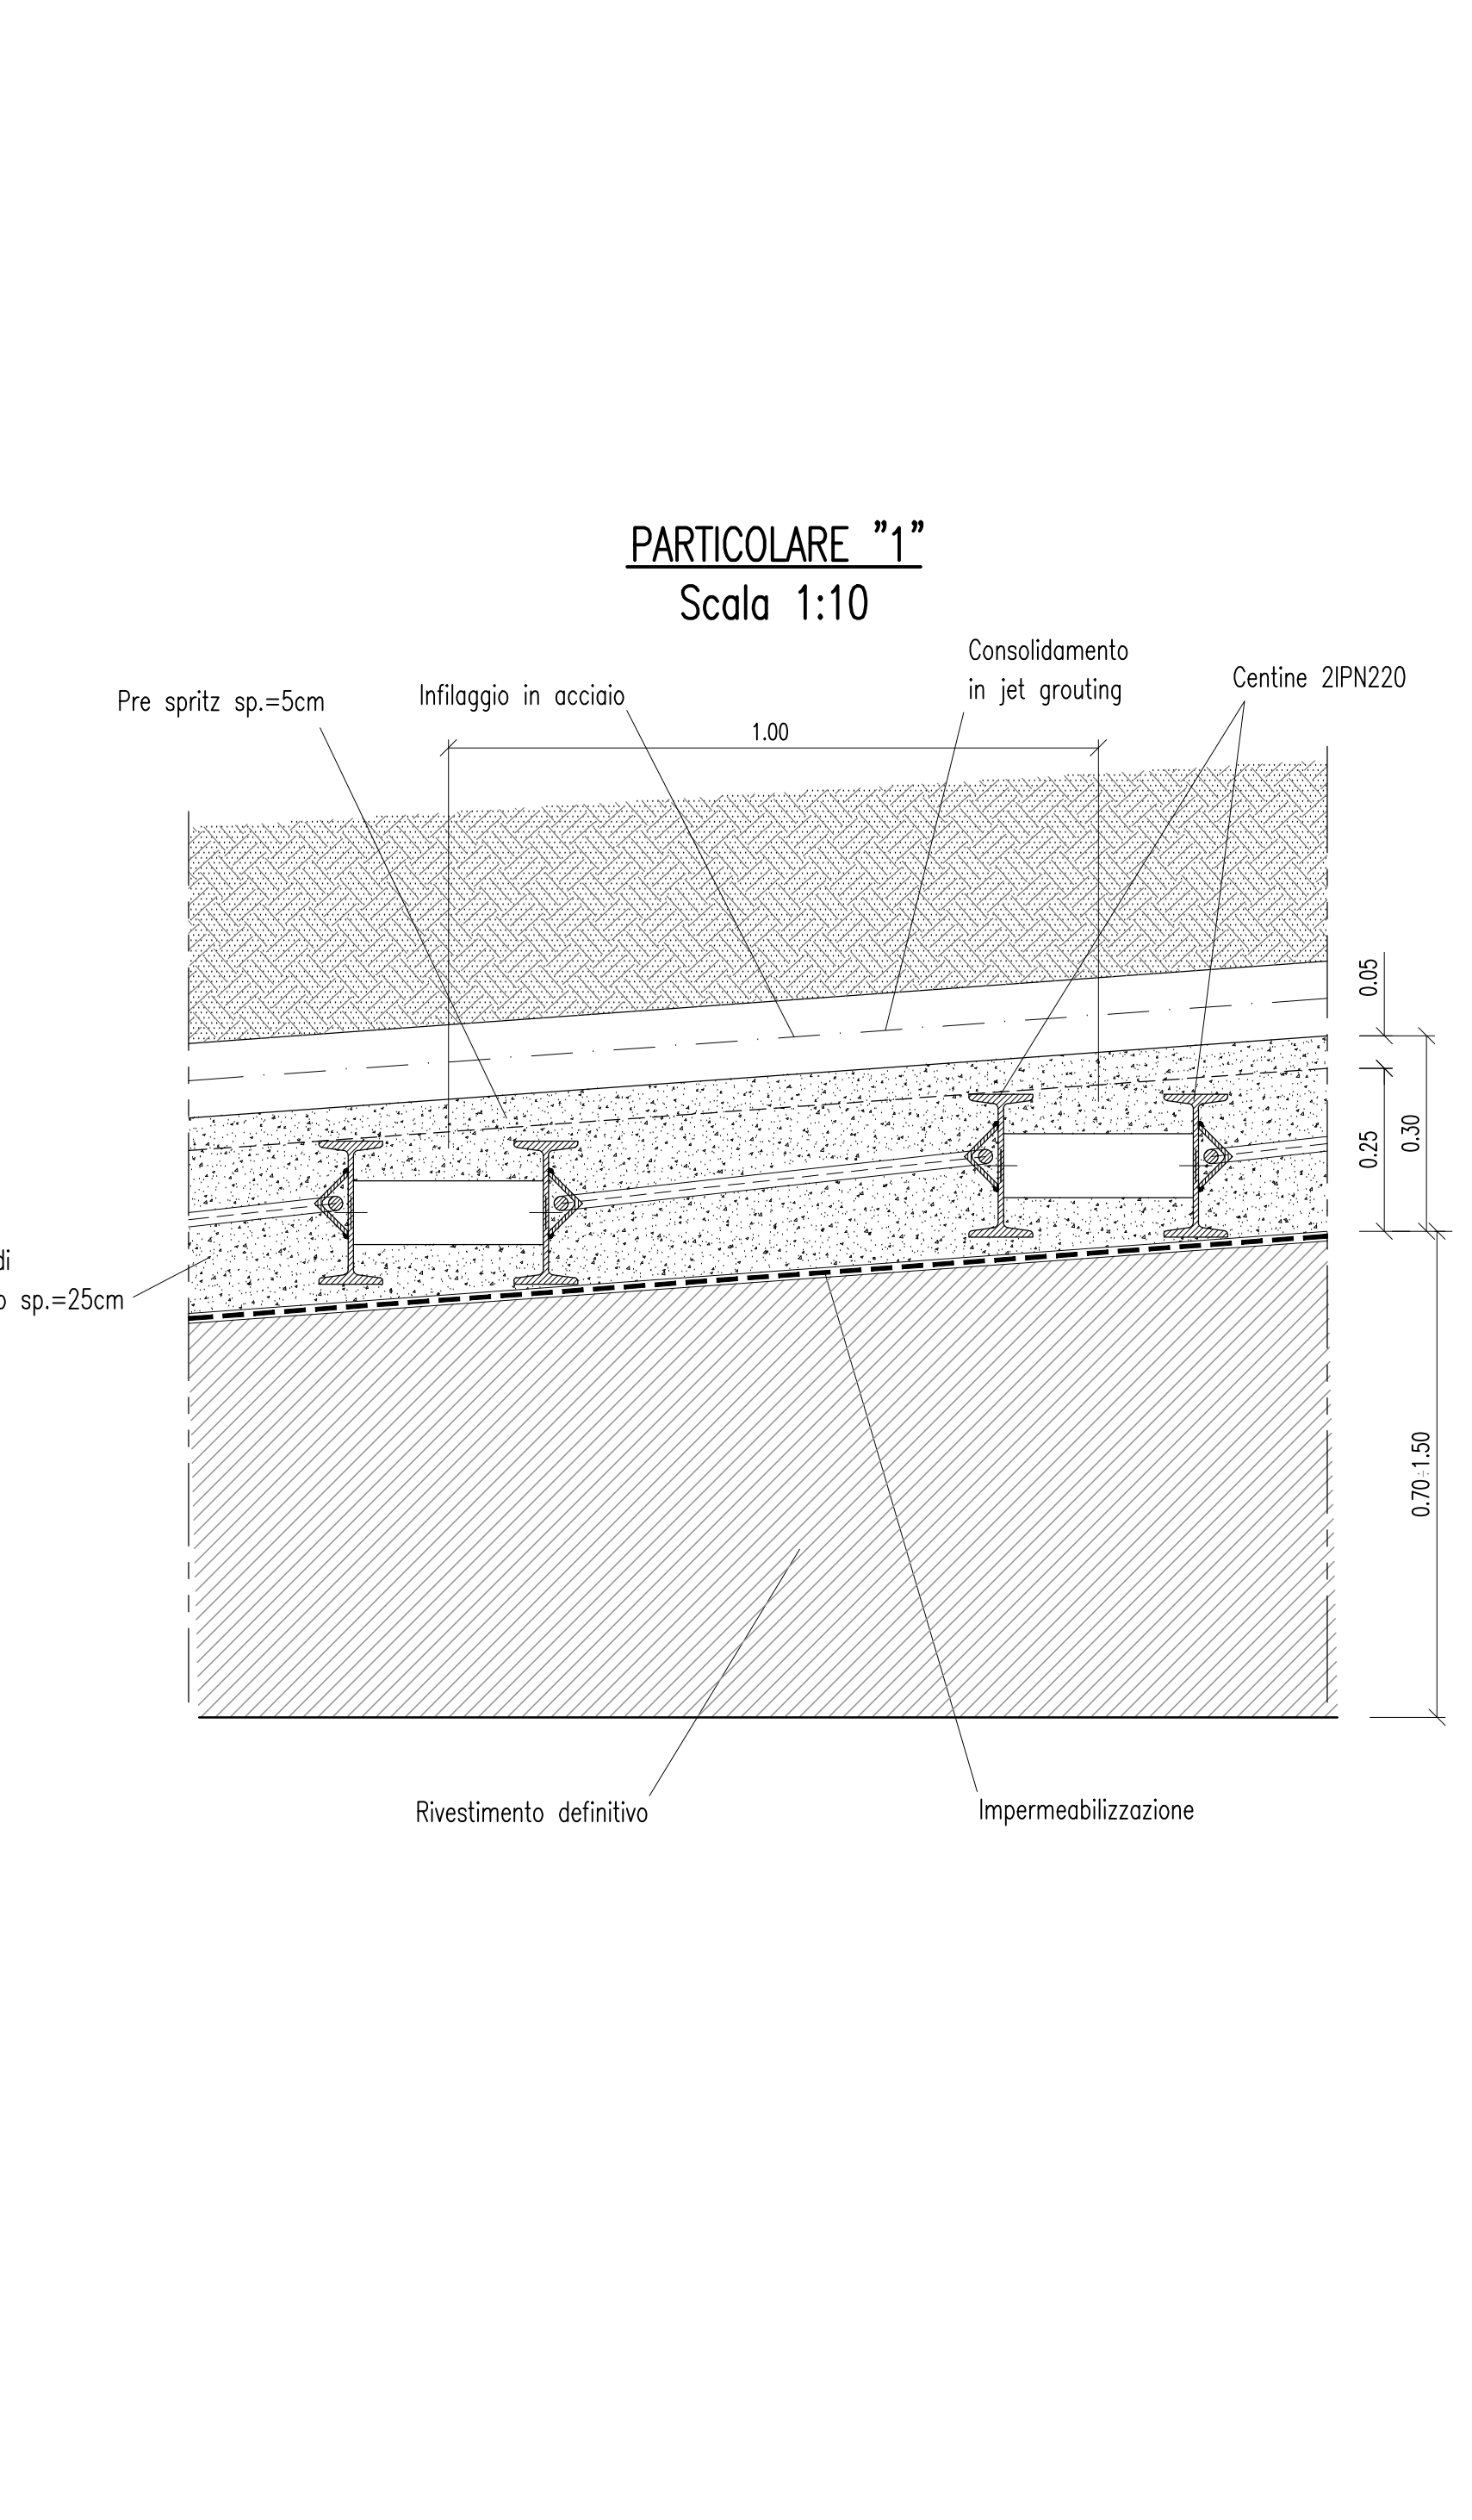 PARTICOLARE "1"
Scala 1:10
Consolidamento
in jet grouting
Centine 2IPN220
Infilaggio in acciaio
Pre spritz sp.=5cm
1.00
0.05
0.30
0.25
di
o sp.=25cm
0.70÷1.50
Rivestimento definitivo
Impermeabilizzazione